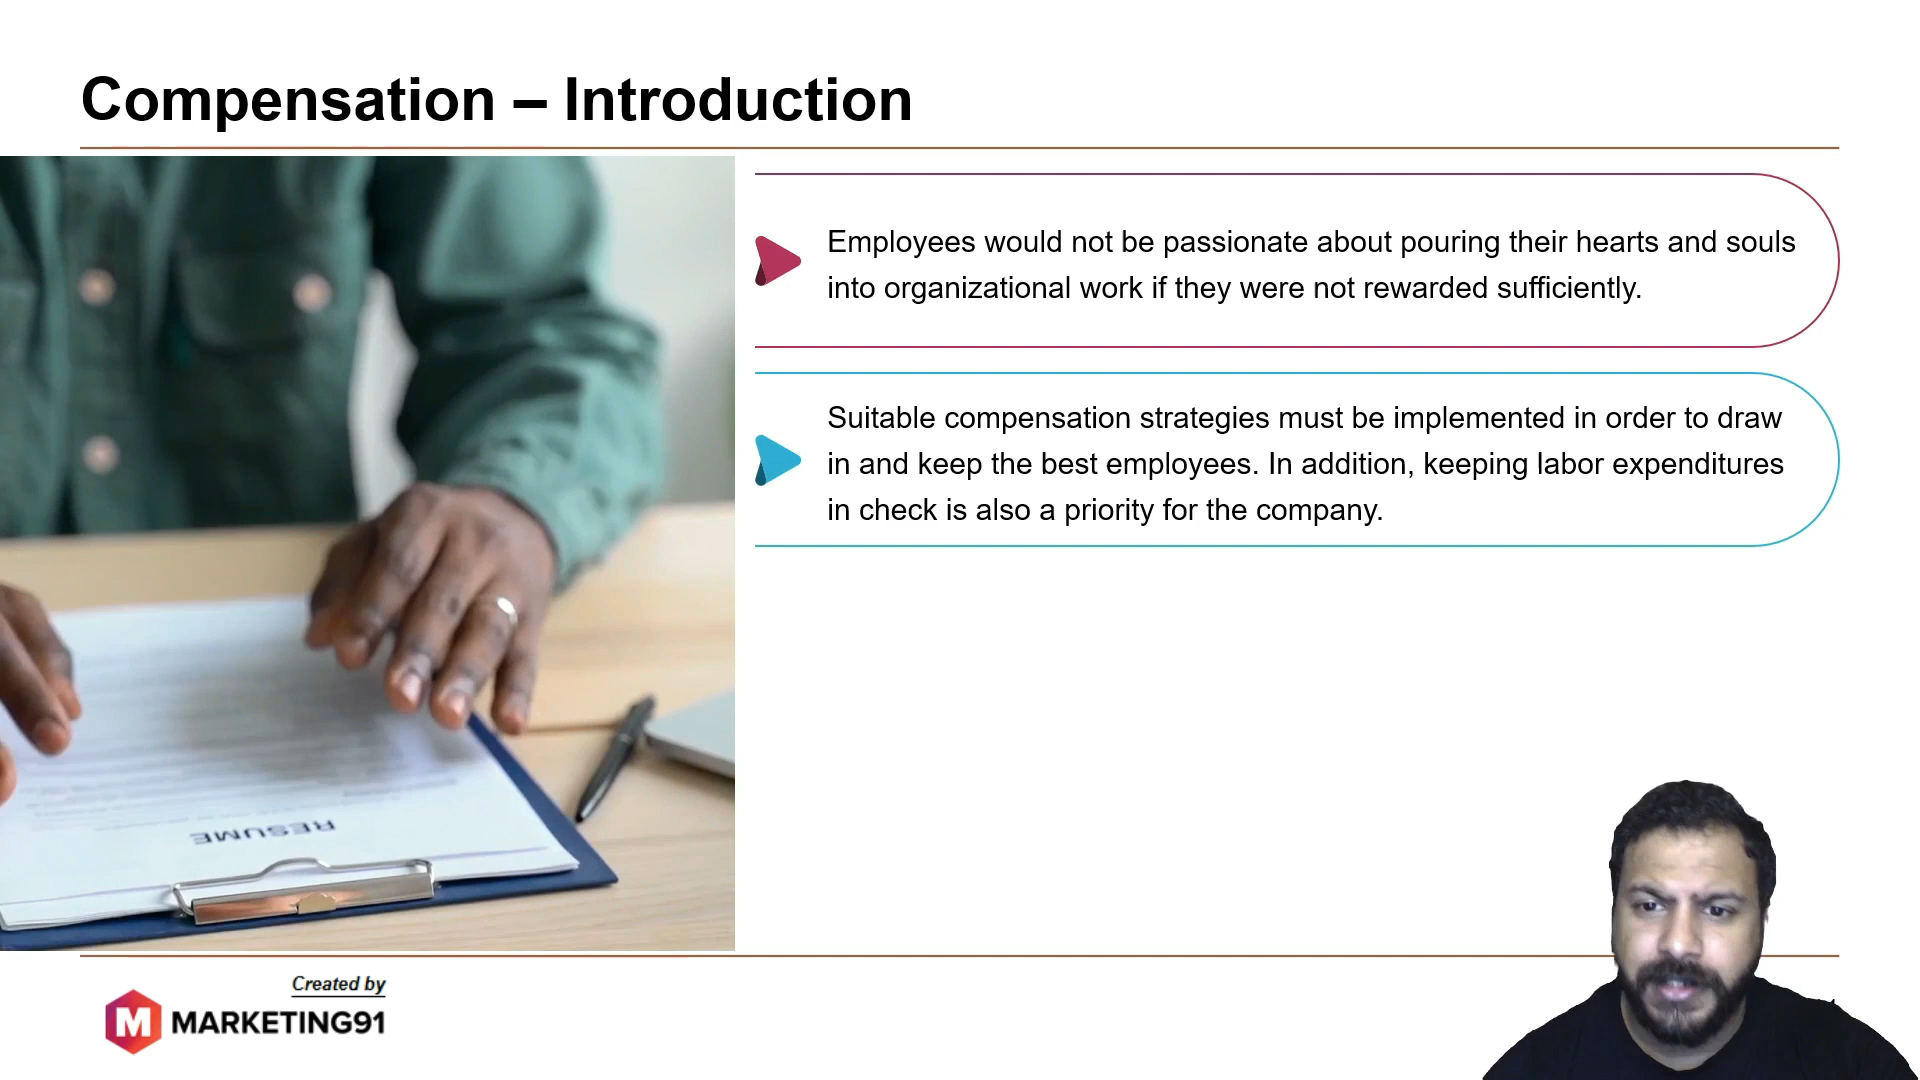 Compensation – Introduction
Employees would not be passionate about pouring their hearts and souls
into organizational work if they were not rewarded sufficiently.
Suitable compensation strategies must be implemented in order to draw
in and keep the best employees. In addition, keeping labor expenditures
in check is also a priority for the company.
RESUME
Created by
M MARKETING91